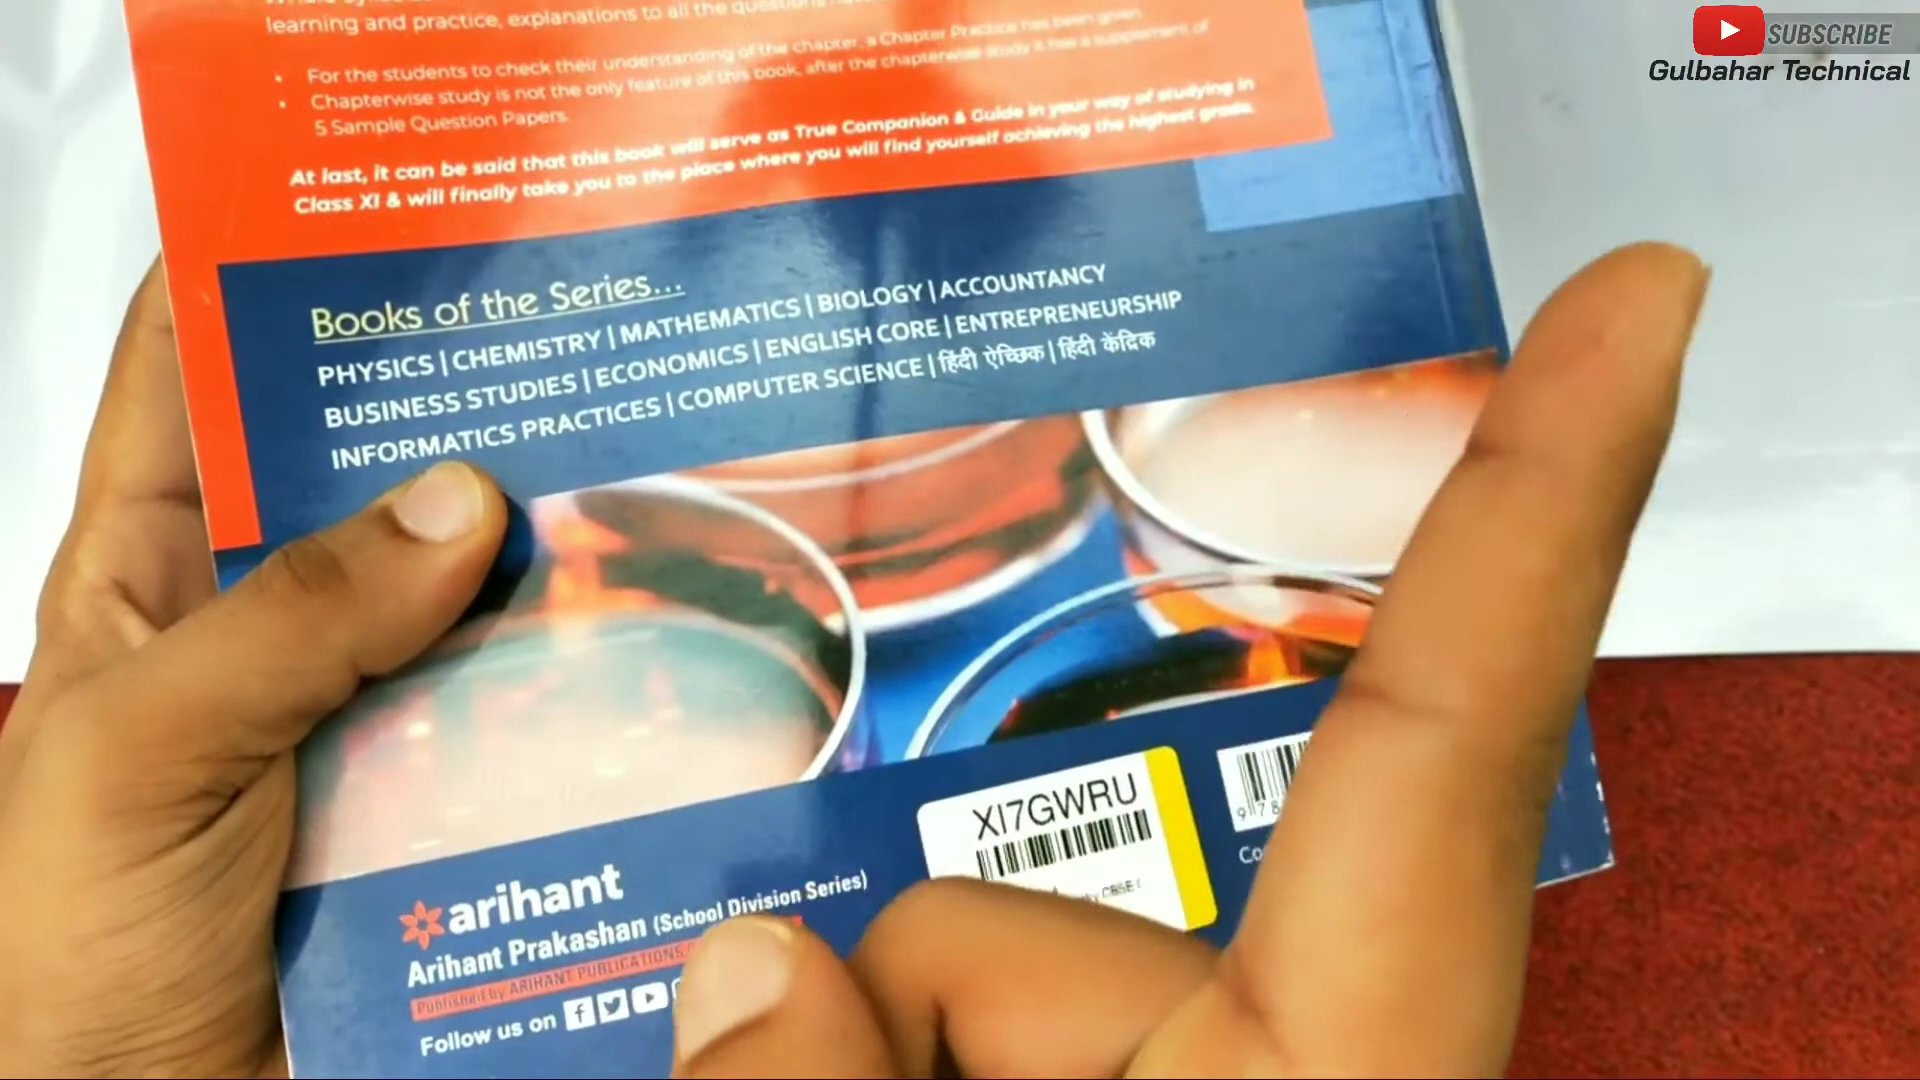 SUBSCRIBE
Gulbahar Technical
learning and practice, explanations to all the questions
• For the students to check their understanding of the chapter, a Chapter Practice has been given.
• Chapterwise study is not the only feature of this book, after the chapterwise study it has a supplement of
5 Sample Question Papers.
At last, it can be said that this book will serve as True Companion & Guide in your way of studying in
Class XI & will finally take you to the place where you will find yourself achieving the highest grade.
Books of the Series...
PHYSICS | CHEMISTRY | MATHEMATICS | BIOLOGY | ACCOUNTANCY
BUSINESS STUDIES | ECONOMICS | ENGLISH CORE | ENTREPRENEURSHIP
INFORMATICS PRACTICES | COMPUTER SCIENCE | हिंदी ऐच्छिक | हिंदी केंद्रिक
XI7GWRU
CBSE
9 78
arihant
Arihant Prakashan (School Division Series)
Published by ARIHANT PUBLICATIONS
Follow us on